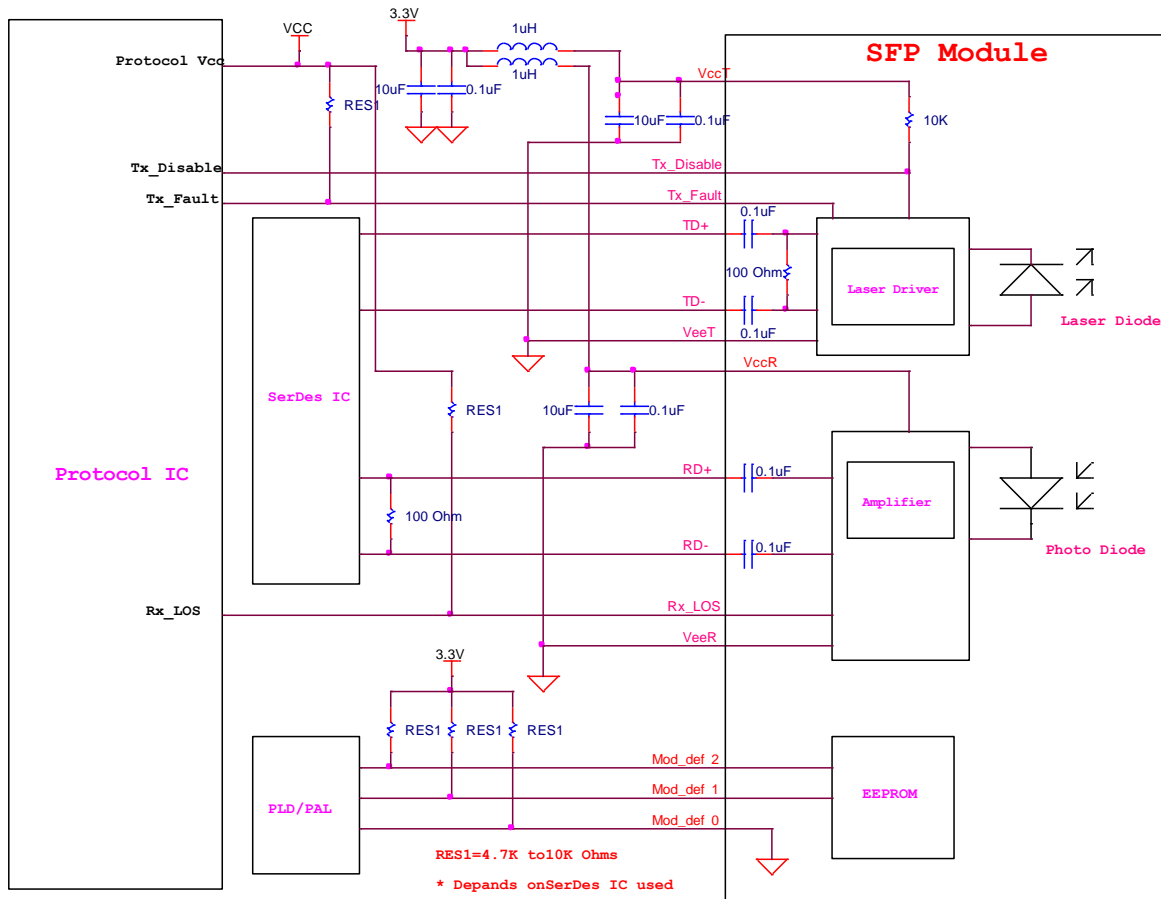 3.3V
1uH
VCC
SFP Module
Protocol Vcc
1uH
VccT
10uF
0.1uF
RES1
10uF
0.1uF
10K
Tx_Disable
Tx_Disable
Tx_Fault
Tx_Fault
0.1uF
TD+
100 Ohm
Laser Driver
TD-
Laser Diode
VeeT
0.1uF
VccR
SerDes IC
RES1
10uF
0.1uF
Protocol IC
RD+
0.1uF
Amplifier
100 Ohm
RD-
0.1uF
Photo Diode
Rx_LOS
Rx_LOS
VeeR
3.3V
RES1
RES1
RES1
Mod_def 2
Mod_def 1
EEPROM
PLD/PAL
Mod_def 0
RES1=4.7K to10K Ohms
* Depands onSerDes IC used